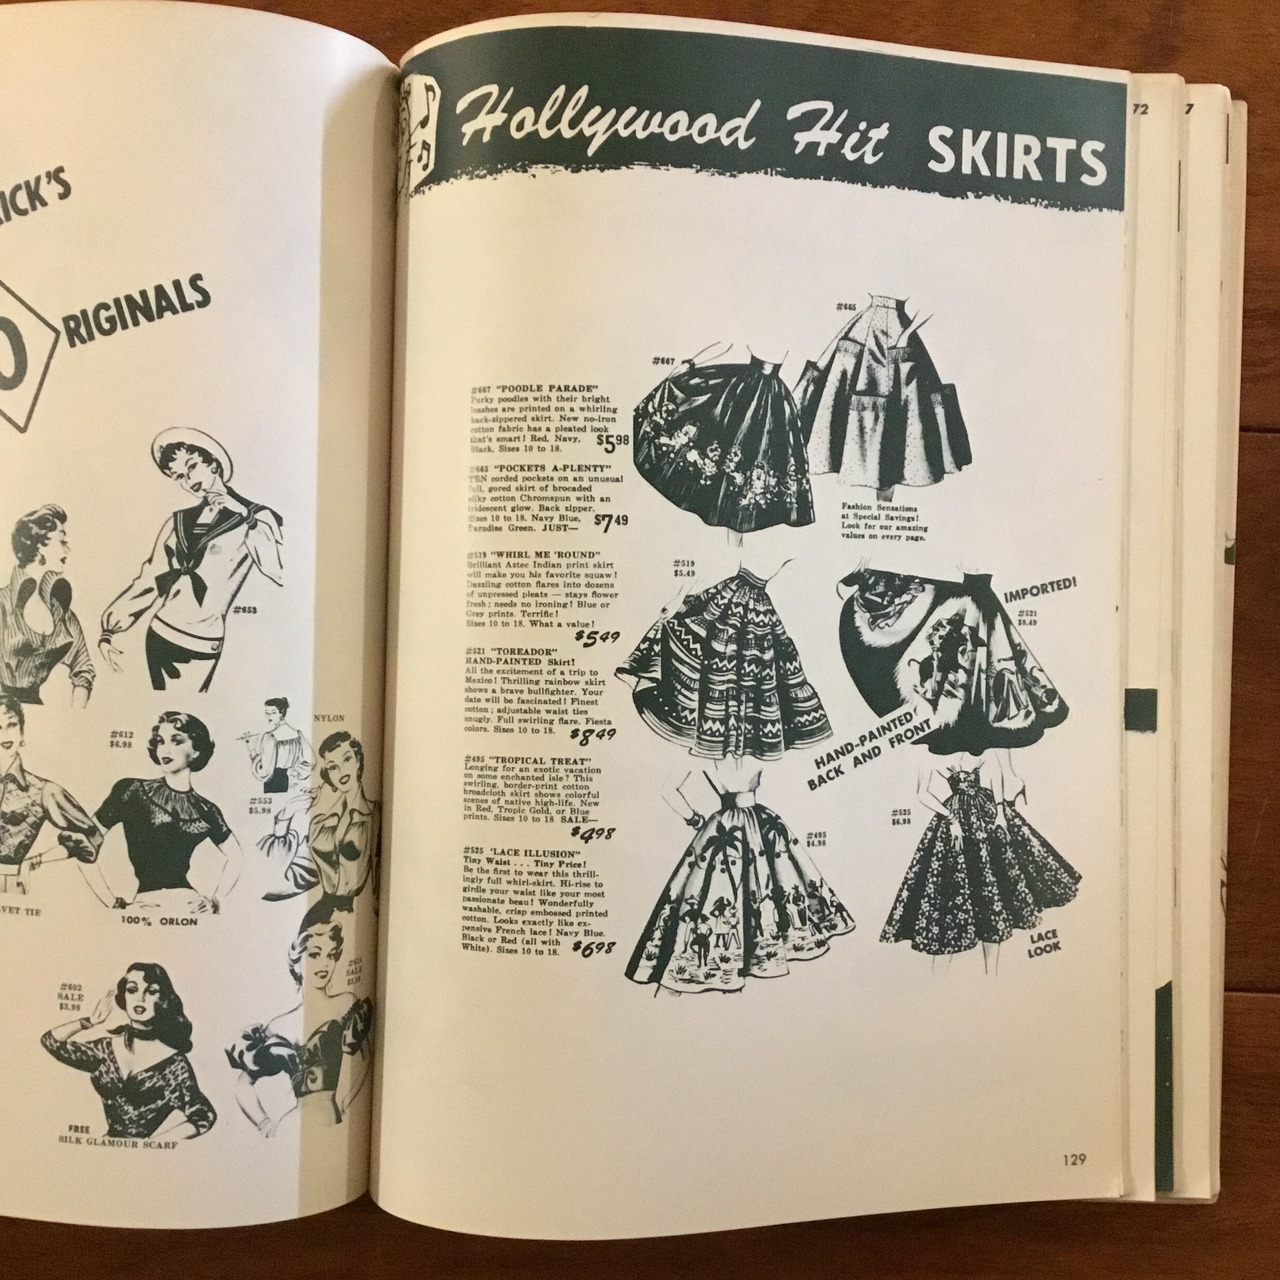 ICK'S
O
RIGINALS
#653
#612
$6.98
NYLON
#553
$5.98
VET TIE
100% ORLON
SALE
#602
SALE
$3.98
FREE
SILK GLAMOUR SCARF
Hollywood Hit SKIRTS
72
7
#667
#665
#667 "POODLE PARADE"
Perky poodles with their bright
leashes are printed on a whirling
back-zippered skirt. New no-iron
cotton fabric has a pleated look
that's smart! Red, Navy,
Black. Sizes 10 to 18.
$5.98
#665 "POCKETS A-PLENTY"
TEN corded pockets on an unusual
full, gored skirt of brocaded
silky cotton Chromspun with an
iridescent glow. Back zipper.
Sizes 10 to 18. Navy Blue,
Paradise Green. JUST—
$7.49
Fashion Sensations
at Special Savings!
Look for our amazing
values on every page.
#519 "WHIRL ME 'ROUND"
Brilliant Aztec Indian print skirt
will make you his favorite squaw!
Dazzling cotton flares into dozens
of unpressed pleats — stays flower
fresh; needs no ironing! Blue or
Grey prints. Terrific!
Sizes 10 to 18. What a value!
$5.49
#519
$5.49
IMPORTED!
#521
$8.49
#521 "TOREADOR"
HAND-PAINTED Skirt!
All the excitement of a trip to
Mexico! Thrilling rainbow skirt
shows a brave bullfighter. Your
date will be fascinated! Finest
cotton; adjustable waist ties
snugly. Full swirling flare. Fiesta
colors. Sizes 10 to 18.
$8.49
HAND-PAINTED!
BACK AND FRONT
#495 "TROPICAL TREAT"
Longing for an exotic vacation
on some enchanted isle? This
swirling, border-print cotton
broadcloth skirt shows colorful
scenes of native high-life. New
in Red, Tropic Gold, or Blue
prints. Sizes 10 to 18. SALE—
$4.98
#495
$4.98
#525
$6.98
#525 'LACE ILLUSION"
Tiny Waist . . . Tiny Price!
Be the first to wear this thrill-
ingly full whirl-skirt. Hi-rise to
girdle your waist like your most
passionate beau! Wonderfully
washable, crisp embossed printed
cotton. Looks exactly like ex-
pensive French lace! Navy Blue.
Black or Red (all with
White). Sizes 10 to 18.
$6.98
LACE
LOOK
129